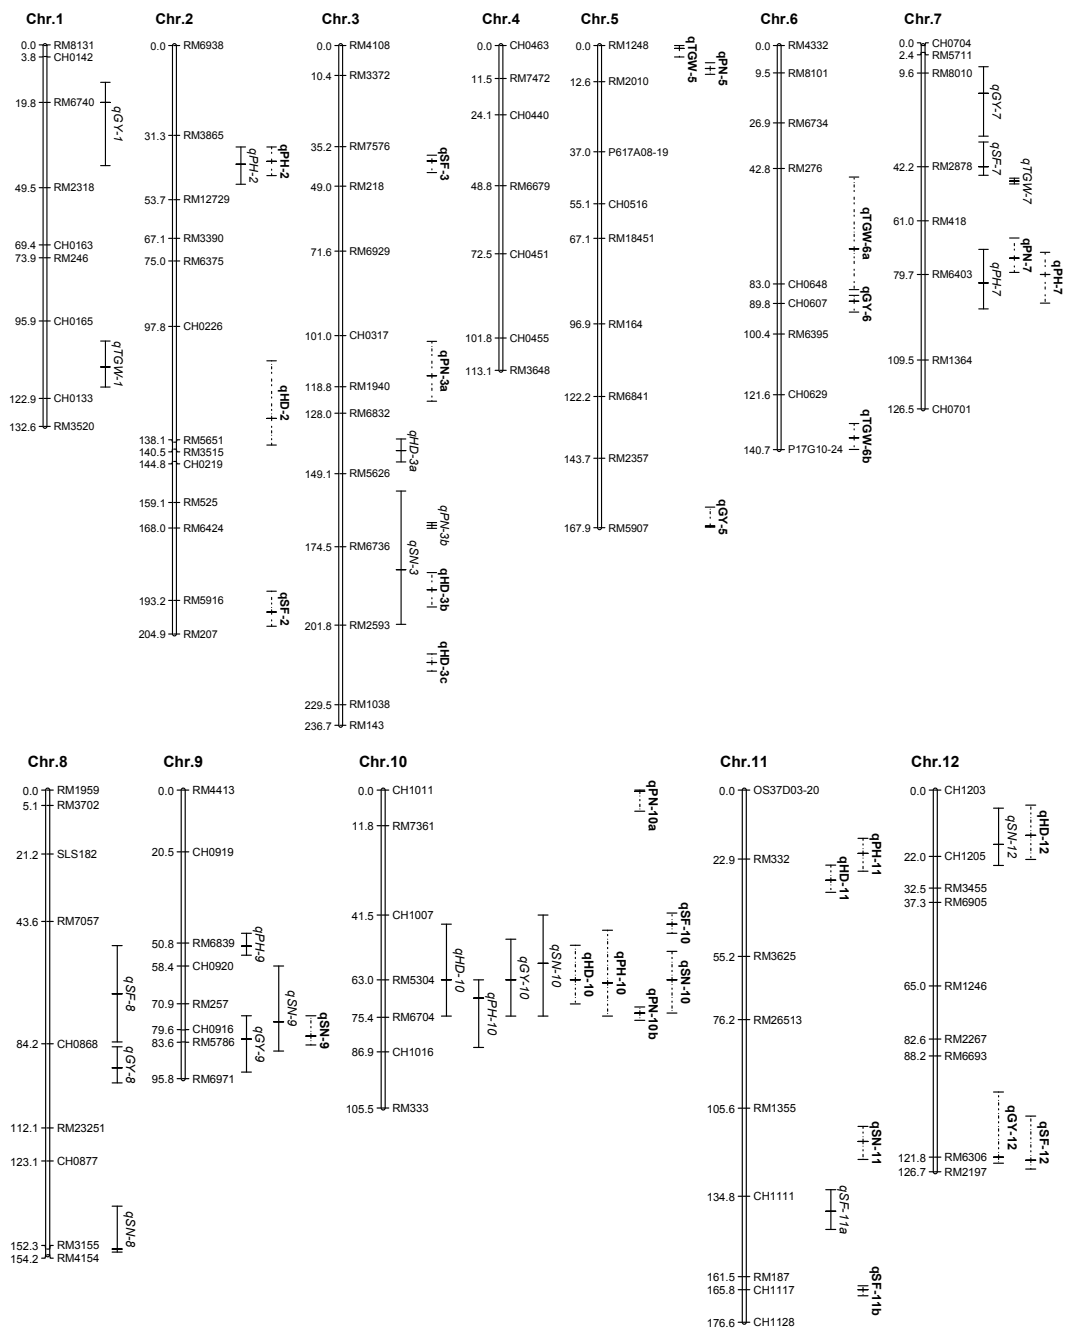 Chr.1
0.0 RM8131
3.8 CH0142
19.8 RM6740
49.5 RM2318
69.4 CH0163
73.9 RM246
95.9 CH0165
122.9 CH0133
132.6 RM3520
qGY-1
qTGW-1
Chr.2
0.0 RM6938
31.3 RM3865
53.7 RM12729
67.1 RM3390
75.0 RM6375
97.8 CH0226
138.1 RM5651
140.5 RM3515
144.8 CH0219
159.1 RM525
168.0 RM6424
193.2 RM5916
204.9 RM207
qPH-2
qPH-2
qHD-2
qSF-2
Chr.3
0.0 RM4108
10.4 RM3372
35.2 RM7576
49.0 RM218
71.6 RM6929
101.0 CH0317
118.8 RM1940
128.0 RM6832
149.1 RM5626
174.5 RM6736
201.8 RM2593
229.5 RM1038
236.7 RM143
qSF-3
qPN-3a
qHD-3a
qPN-3b
qSN-3
qHD-3b
qHD-3c
Chr.4
0.0 CH0463
11.5 RM7472
24.1 CH0440
48.8 RM6679
72.5 CH0451
101.8 CH0455
113.1 RM3648
Chr.5
0.0 RM1248
12.6 RM2010
37.0 P617A08-19
55.1 CH0516
67.1 RM18451
96.9 RM164
122.2 RM6841
143.7 RM2357
167.9 RM5907
qTGW-5
qPN-5
qGY-5
Chr.6
0.0 RM4332
9.5 RM8101
26.9 RM6734
42.8 RM276
83.0 CH0648
89.8 CH0607
100.4 RM6395
121.6 CH0629
140.7 P17G10-24
qTGW-6a
qGY-6
qTGW-6b
Chr.7
0.0 CH0704
2.4 RM5711
9.6 RM8010
42.2 RM2878
61.0 RM418
79.7 RM6403
109.5 RM1364
126.5 CH0701
qGY-7
qSF-7
qTGW-7
qPN-7
qPH-7
qPH-7
Chr.8
0.0 RM1959
5.1 RM3702
21.2 SLS182
43.6 RM7057
84.2 CH0868
112.1 RM23251
123.1 CH0877
152.3 RM3155
154.2 RM4154
qSF-8
qGY-8
qSN-8
Chr.9
0.0 RM4413
20.5 CH0919
50.8 RM6839
58.4 CH0920
70.9 RM257
79.6 CH0916
83.6 RM5786
95.8 RM6971
qPH-9
qSN-9
qGY-9
qSN-9
Chr.10
0.0 CH1011
11.8 RM7361
41.5 CH1007
63.0 RM5304
75.4 RM6704
86.9 CH1016
105.5 RM333
qPN-10a
qHD-10
qPH-10
qGY-10
qSN-10
qHD-10
qPH-10
qPN-10b
qSF-10
qSN-10
Chr.11
0.0 OS37D03-20
22.9 RM332
55.2 RM3625
76.2 RM26513
105.6 RM1355
134.8 CH1111
161.5 RM187
165.8 CH1117
176.6 CH1128
qPH-11
qHD-11
qSN-11
qSF-11a
qSF-11b
Chr.12
0.0 CH1203
22.0 CH1205
32.5 RM3455
37.3 RM6905
65.0 RM1246
82.6 RM2267
88.2 RM6693
121.8 RM6306
126.7 RM2197
qSN-12
qHD-12
qGY-12
qSF-12